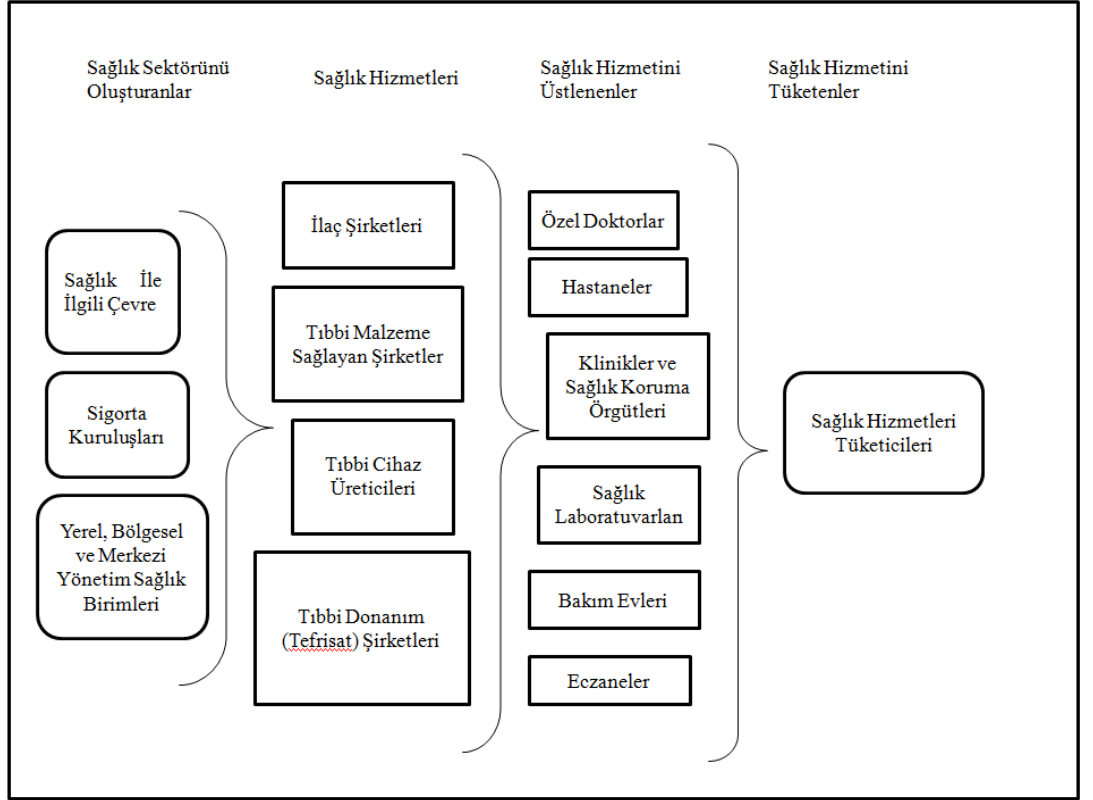 Sağlık Sektörünü
Oluşturanlar
Sağlık Hizmetleri
Sağlık Hizmetini
Üstlenenler
Sağlık Hizmetini
Tüketenler
Sağlık İle
İlgili Çevre
Sigorta
Kuruluşları
Yerel, Bölgesel
ve Merkezi
Yönetim Sağlık
Birimleri
İlaç Şirketleri
Tıbbi Malzeme
Sağlayan Şirketler
Tıbbi Cihaz
Üreticileri
Tıbbi Donanım
(Tefrisat) Şirketleri
Özel Doktorlar
Hastaneler
Klinikler ve
Sağlık Koruma
Örgütleri
Sağlık
Laboratuvarları
Bakım Evleri
Eczaneler
Sağlık Hizmetleri
Tüketicileri